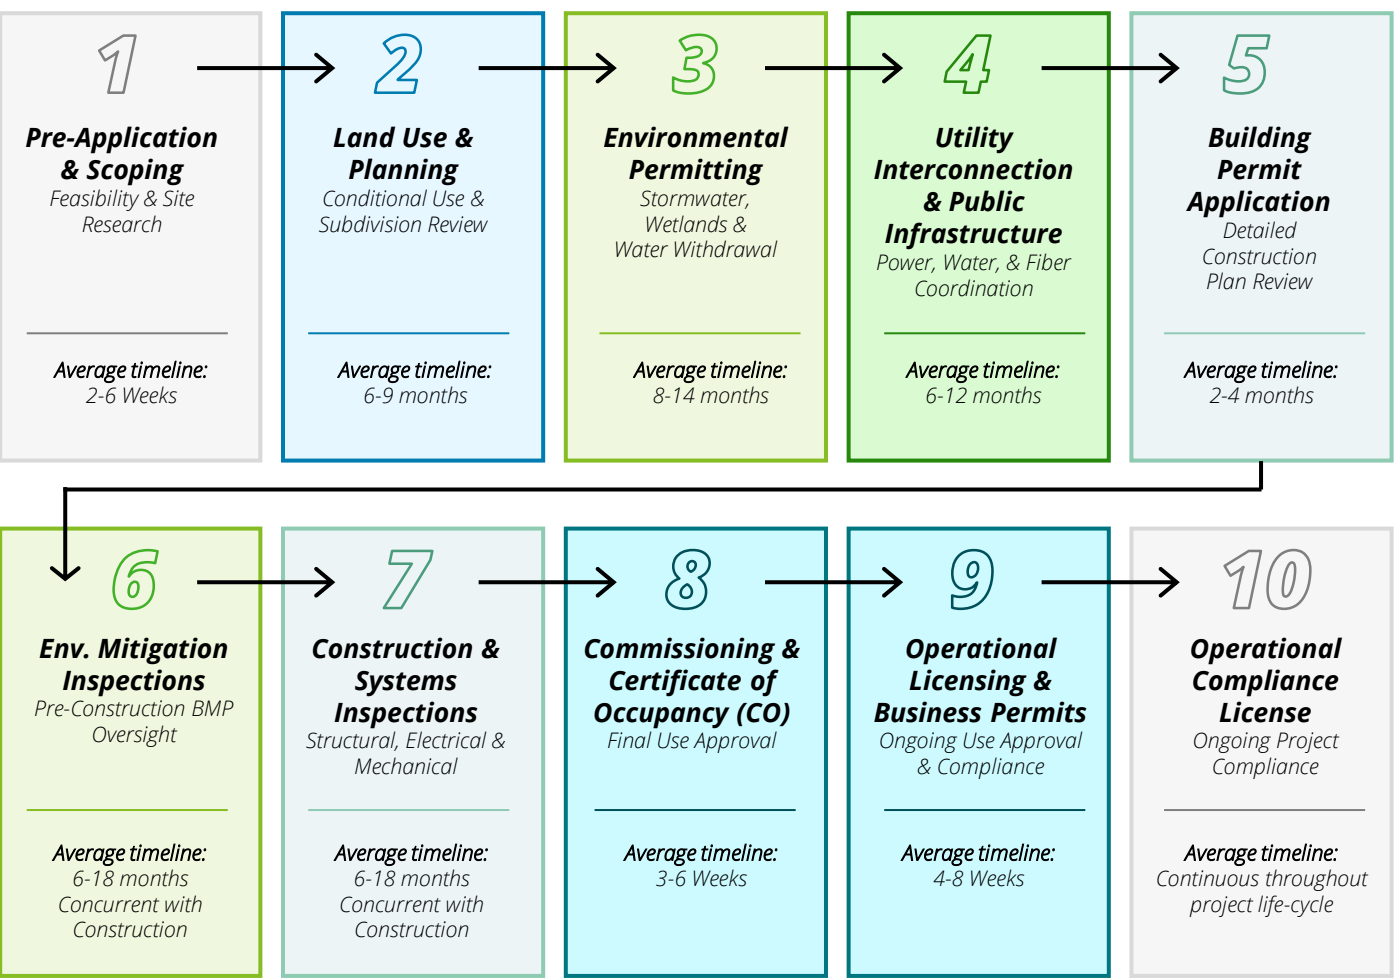 1
Pre-Application
& Scoping
Feasibility & Site
Research
Average timeline:
2-6 Weeks
2
Land Use &
Planning
Conditional Use &
Subdivision Review
Average timeline:
6-9 months
3
Environmental
Permitting
Stormwater,
Wetlands &
Water Withdrawal
Average timeline:
8-14 months
4
Utility
Interconnection
& Public
Infrastructure
Power, Water, & Fiber
Coordination
Average timeline:
6-12 months
5
Building
Permit
Application
Detailed
Construction
Plan Review
Average timeline:
2-4 months
6
Env. Mitigation
Inspections
Pre-Construction BMP
Oversight
Average timeline:
6-18 months
Concurrent with
Construction
7
Construction &
Systems
Inspections
Structural, Electrical &
Mechanical
Average timeline:
6-18 months
Concurrent with
Construction
8
Commissioning &
Certificate of
Occupancy (CO)
Final Use Approval
Average timeline:
3-6 Weeks
9
Operational
Licensing &
Business Permits
Ongoing Use Approval
& Compliance
Average timeline:
4-8 Weeks
10
Operational
Compliance
License
Ongoing Project
Compliance
Average timeline:
Continuous throughout
project life-cycle